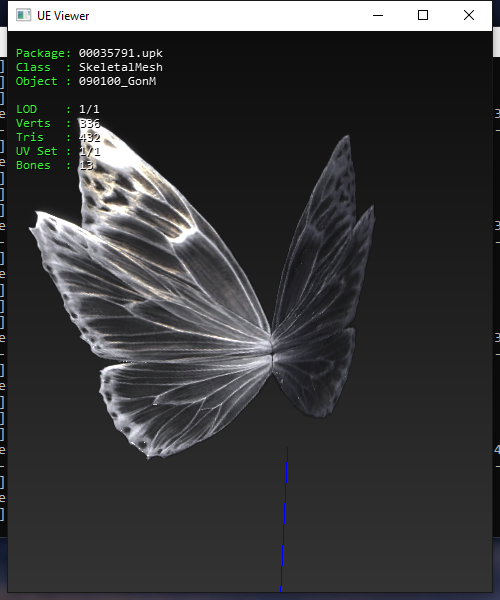 UE Viewer
Package: 00035791.upk
Class : SkeletalMesh
Object : 090100_GonM
LOD : 1/1
Verts : 336
Tris : 432
UV Set : 1/1
Bones : 13